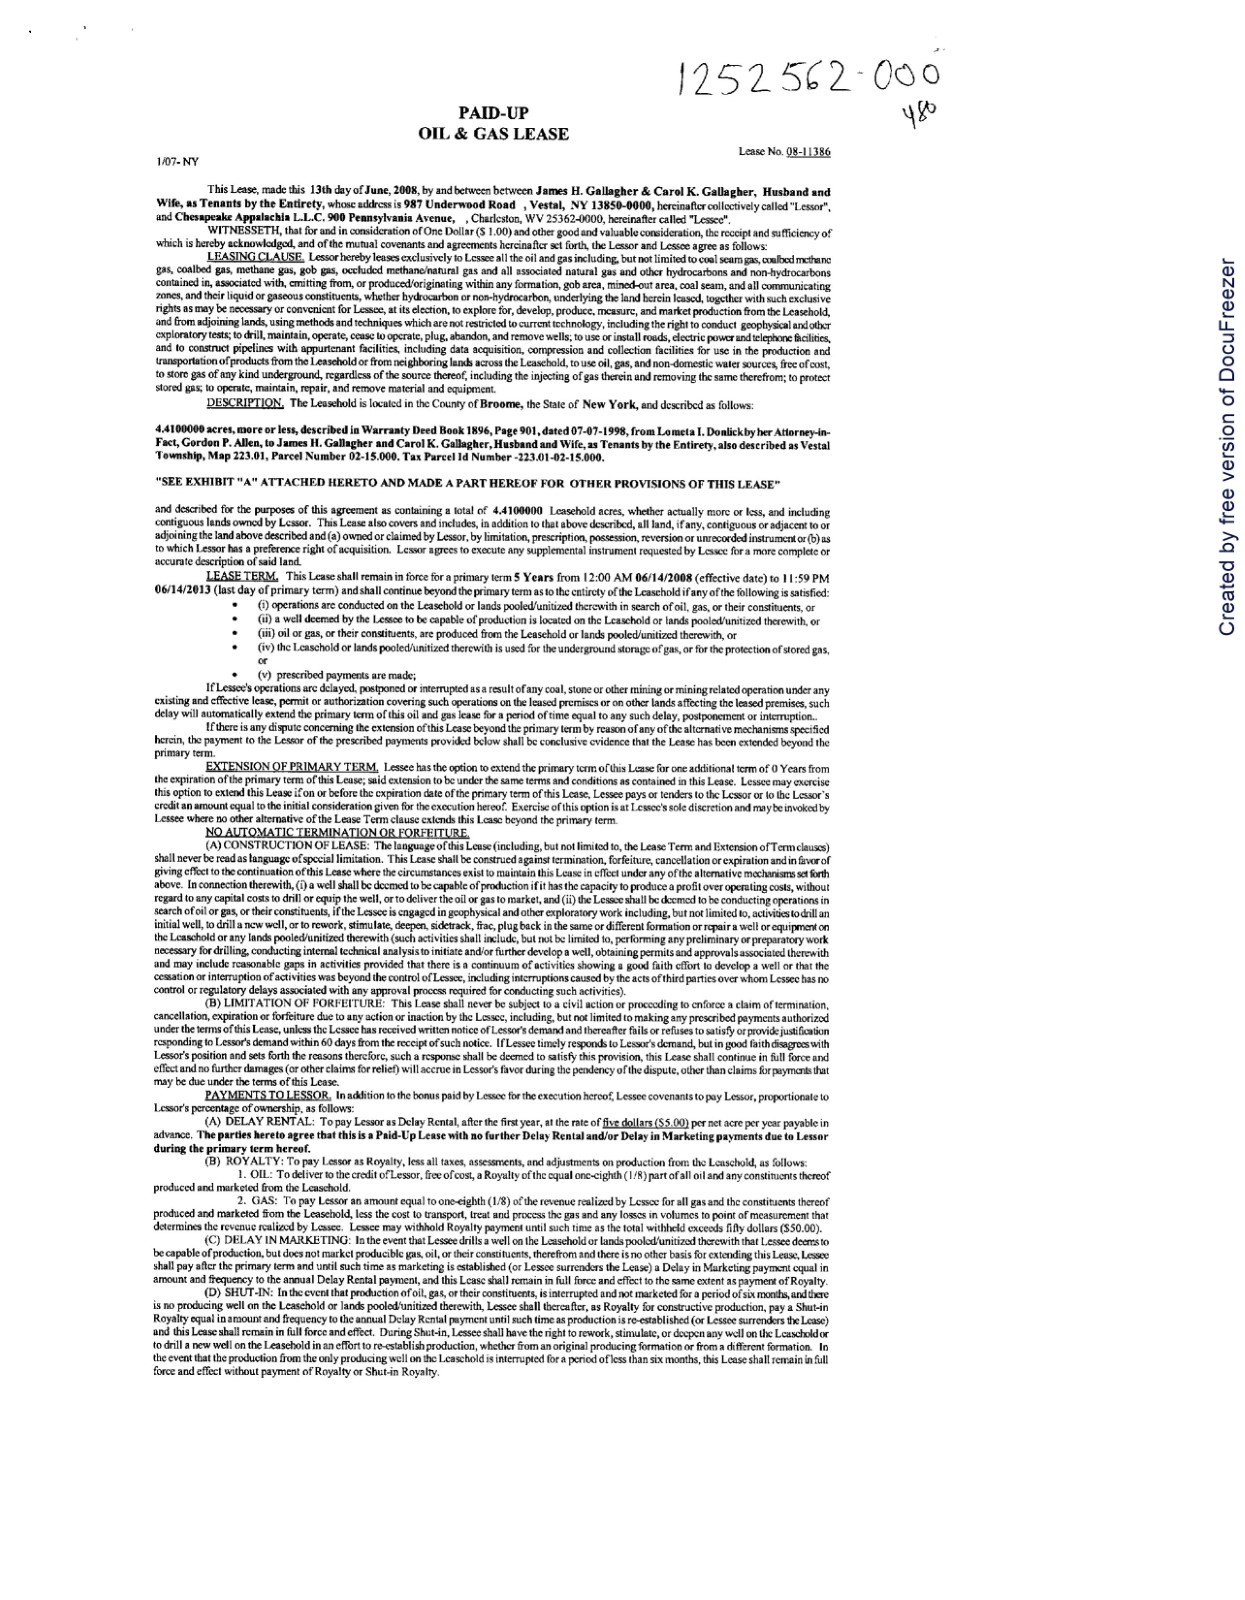 1252562-000
480
PAID-UP
OIL & GAS LEASE
Lease No. 08-11386
1/07- NY
This Lease, made this 13th day of June, 2008, by and between between James H. Gallagher & Carol K. Gallagher, Husband and
Wife, as Tenants by the Entirety, whose address is 987 Underwood Road , Vestal, NY 13850-0000, hereinafter collectively called "Lessor",
and Chesapeake Appalachia L.L.C. 900 Pennsylvania Avenue, , Charleston, WV 25362-0000, hereinafter called "Lessee".
WITNESSETH, that for and in consideration of One Dollar ($ 1.00) and other good and valuable consideration, the receipt and sufficiency of
which is hereby acknowledged, and of the mutual covenants and agreements hereinafter set forth, the Lessor and Lessee agree as follows:
LEASING CLAUSE. Lessor hereby leases exclusively to Lessee all the oil and gas including, but not limited to coal seam gas, coalbed methane
gas, coalbed gas, methane gas, gob gas, occluded methane/natural gas and all associated natural gas and other hydrocarbons and non-hydrocarbons
contained in, associated with, emitting from, or produced/originating within any formation, gob area, mined-out area, coal seam, and all communicating
zones, and their liquid or gaseous constituents, whether hydrocarbon or non-hydrocarbon, underlying the land herein leased, together with such exclusive
rights as may be necessary or convenient for Lessee, at its election, to explore for, develop, produce, measure, and market production from the Leasehold,
and from adjoining lands, using methods and techniques which are not restricted to current technology, including the right to conduct geophysical and other
exploratory tests; to drill, maintain, operate, cease to operate, plug, abandon, and remove wells; to use or install roads, electric power and telephone facilities,
and to construct pipelines with appurtenant facilities, including data acquisition, compression and collection facilities for use in the production and
transportation of products from the Leasehold or from neighboring lands across the Leasehold, to use oil, gas, and non-domestic water sources, free of cost,
to store gas of any kind underground, regardless of the source thereof, including the injecting of gas therein and removing the same therefrom; to protect
stored gas; to operate, maintain, repair, and remove material and equipment.
DESCRIPTION. The Leasehold is located in the County of Broome, the State of New York, and described as follows:
4.4100000 acres, more or less, described in Warranty Deed Book 1896, Page 901, dated 07-07-1998, from Lometa I. Donlick by her Attorney-in-
Fact, Gordon P. Allen, to James H. Gallagher and Carol K. Gallagher, Husband and Wife, as Tenants by the Entirety, also described as Vestal
Township, Map 223.01, Parcel Number 02-15.000. Tax Parcel Id Number -223.01-02-15.000.
"SEE EXHIBIT "A" ATTACHED HERETO AND MADE A PART HEREOF FOR OTHER PROVISIONS OF THIS LEASE"
and described for the purposes of this agreement as containing a total of 4.4100000 Leasehold acres, whether actually more or less, and including
contiguous lands owned by Lessor. This Lease also covers and includes, in addition to that above described, all land, if any, contiguous or adjacent to or
adjoining the land above described and (a) owned or claimed by Lessor, by limitation, prescription, possession, reversion or unrecorded instrument or (b) as
to which Lessor has a preference right of acquisition. Lessor agrees to execute any supplemental instrument requested by Lessee for a more complete or
accurate description of said land.
LEASE TERM. This Lease shall remain in force for a primary term 5 Years from 12:00 AM 06/14/2008 (effective date) to 11:59 PM
06/14/2013 (last day of primary term) and shall continue beyond the primary term as to the entirety of the Leasehold if any of the following is satisfied:
• (i) operations are conducted on the Leasehold or lands pooled/unitized therewith in search of oil, gas, or their constituents, or
• (ii) a well deemed by the Lessee to be capable of production is located on the Leasehold or lands pooled/unitized therewith, or
• (iii) oil or gas, or their constituents, are produced from the Leasehold or lands pooled/unitized therewith, or
• (iv) the Leasehold or lands pooled/unitized therewith is used for the underground storage of gas, or for the protection of stored gas,
or
• (v) prescribed payments are made;
If Lessee's operations are delayed, postponed or interrupted as a result of any coal, stone or other mining or mining related operation under any
existing and effective lease, permit or authorization covering such operations on the leased premises or on other lands affecting the leased premises, such
delay will automatically extend the primary term of this oil and gas lease for a period of time equal to any such delay, postponement or interruption..
If there is any dispute concerning the extension of this Lease beyond the primary term by reason of any of the alternative mechanisms specified
herein, the payment to the Lessor of the prescribed payments provided below shall be conclusive evidence that the Lease has been extended beyond the
primary term.
EXTENSION OF PRIMARY TERM. Lessee has the option to extend the primary term of this Lease for one additional term of 0 Years from
the expiration of the primary term of this Lease; said extension to be under the same terms and conditions as contained in this Lease. Lessee may exercise
this option to extend this Lease if on or before the expiration date of the primary term of this Lease, Lessee pays or tenders to the Lessor or to the Lessor's
credit an amount equal to the initial consideration given for the execution hereof. Exercise of this option is at Lessee's sole discretion and may be invoked by
Lessee where no other alternative of the Lease Term clause extends this Lease beyond the primary term.
NO AUTOMATIC TERMINATION OR FORFEITURE.
(A) CONSTRUCTION OF LEASE: The language of this Lease (including, but not limited to, the Lease Term and Extension of Term clauses)
shall never be read as language of special limitation. This Lease shall be construed against termination, forfeiture, cancellation or expiration and in favor of
giving effect to the continuation of this Lease where the circumstances exist to maintain this Lease in effect under any of the alternative mechanisms set forth
above. In connection therewith, (i) a well shall be deemed to be capable of production if it has the capacity to produce a profit over operating costs, without
regard to any capital costs to drill or equip the well, or to deliver the oil or gas to market, and (ii) the Lessee shall be deemed to be conducting operations in
search of oil or gas, or their constituents, if the Lessee is engaged in geophysical and other exploratory work including, but not limited to, activities to drill an
initial well, to drill a new well, or to rework, stimulate, deepen, sidetrack, frac, plug back in the same or different formation or repair a well or equipment on
the Leasehold or any lands pooled/unitized therewith (such activities shall include, but not be limited to, performing any preliminary or preparatory work
necessary for drilling, conducting internal technical analysis to initiate and/or further develop a well, obtaining permits and approvals associated therewith
and may include reasonable gaps in activities provided that there is a continuum of activities showing a good faith effort to develop a well or that the
cessation or interruption of activities was beyond the control of Lessee, including interruptions caused by the acts of third parties over whom Lessee has no
control or regulatory delays associated with any approval process required for conducting such activities).
(B) LIMITATION OF FORFEITURE: This Lease shall never be subject to a civil action or proceeding to enforce a claim of termination,
cancellation, expiration or forfeiture due to any action or inaction by the Lessee, including, but not limited to making any prescribed payments authorized
under the terms of this Lease, unless the Lessee has received written notice of Lessor's demand and thereafter fails or refuses to satisfy or provide justification
responding to Lessor's demand within 60 days from the receipt of such notice. If Lessee timely responds to Lessor's demand, but in good faith disagrees with
Lessor's position and sets forth the reasons therefore, such a response shall be deemed to satisfy this provision, this Lease shall continue in full force and
effect and no further damages (or other claims for relief) will accrue in Lessor's favor during the pendency of the dispute, other than claims for payments that
may be due under the terms of this Lease.
PAYMENTS TO LESSOR. In addition to the bonus paid by Lessee for the execution hereof, Lessee covenants to pay Lessor, proportionate to
Lessor's percentage of ownership, as follows:
(A) DELAY RENTAL: To pay Lessor as Delay Rental, after the first year, at the rate of five dollars ($5.00) per net acre per year payable in
advance. The parties hereto agree that this is a Paid-Up Lease with no further Delay Rental and/or Delay in Marketing payments due to Lessor
during the primary term hereof.
(B) ROYALTY: To pay Lessor as Royalty, less all taxes, assessments, and adjustments on production from the Leasehold, as follows:
1. OIL: To deliver to the credit of Lessor, free of cost, a Royalty of the equal one-eighth (1/8) part of all oil and any constituents thereof
produced and marketed from the Leasehold.
2. GAS: To pay Lessor an amount equal to one-eighth (1/8) of the revenue realized by Lessee for all gas and the constituents thereof
produced and marketed from the Leasehold, less the cost to transport, treat and process the gas and any losses in volumes to point of measurement that
determines the revenue realized by Lessee. Lessee may withhold Royalty payment until such time as the total withheld exceeds fifty dollars ($50.00).
(C) DELAY IN MARKETING: In the event that Lessee drills a well on the Leasehold or lands pooled/unitized therewith that Lessee deems to
be capable of production, but does not market producible gas, oil, or their constituents, therefrom and there is no other basis for extending this Lease, Lessee
shall pay after the primary term and until such time as marketing is established (or Lessee surrenders the Lease) a Delay in Marketing payment equal in
amount and frequency to the annual Delay Rental payment, and this Lease shall remain in full force and effect to the same extent as payment of Royalty.
(D) SHUT-IN: In the event that production of oil, gas, or their constituents, is interrupted and not marketed for a period of six months, and there
is no producing well on the Leasehold or lands pooled/unitized therewith, Lessee shall thereafter, as Royalty for constructive production, pay a Shut-in
Royalty equal in amount and frequency to the annual Delay Rental payment until such time as production is re-established (or Lessee surrenders the Lease)
and this Lease shall remain in full force and effect. During Shut-in, Lessee shall have the right to rework, stimulate, or deepen any well on the Leasehold or
to drill a new well on the Leasehold in an effort to re-establish production, whether from an original producing formation or from a different formation. In
the event that the production from the only producing well on the Leasehold is interrupted for a period of less than six months, this Lease shall remain in full
force and effect without payment of Royalty or Shut-in Royalty.
Created by free version of DocuFreezer